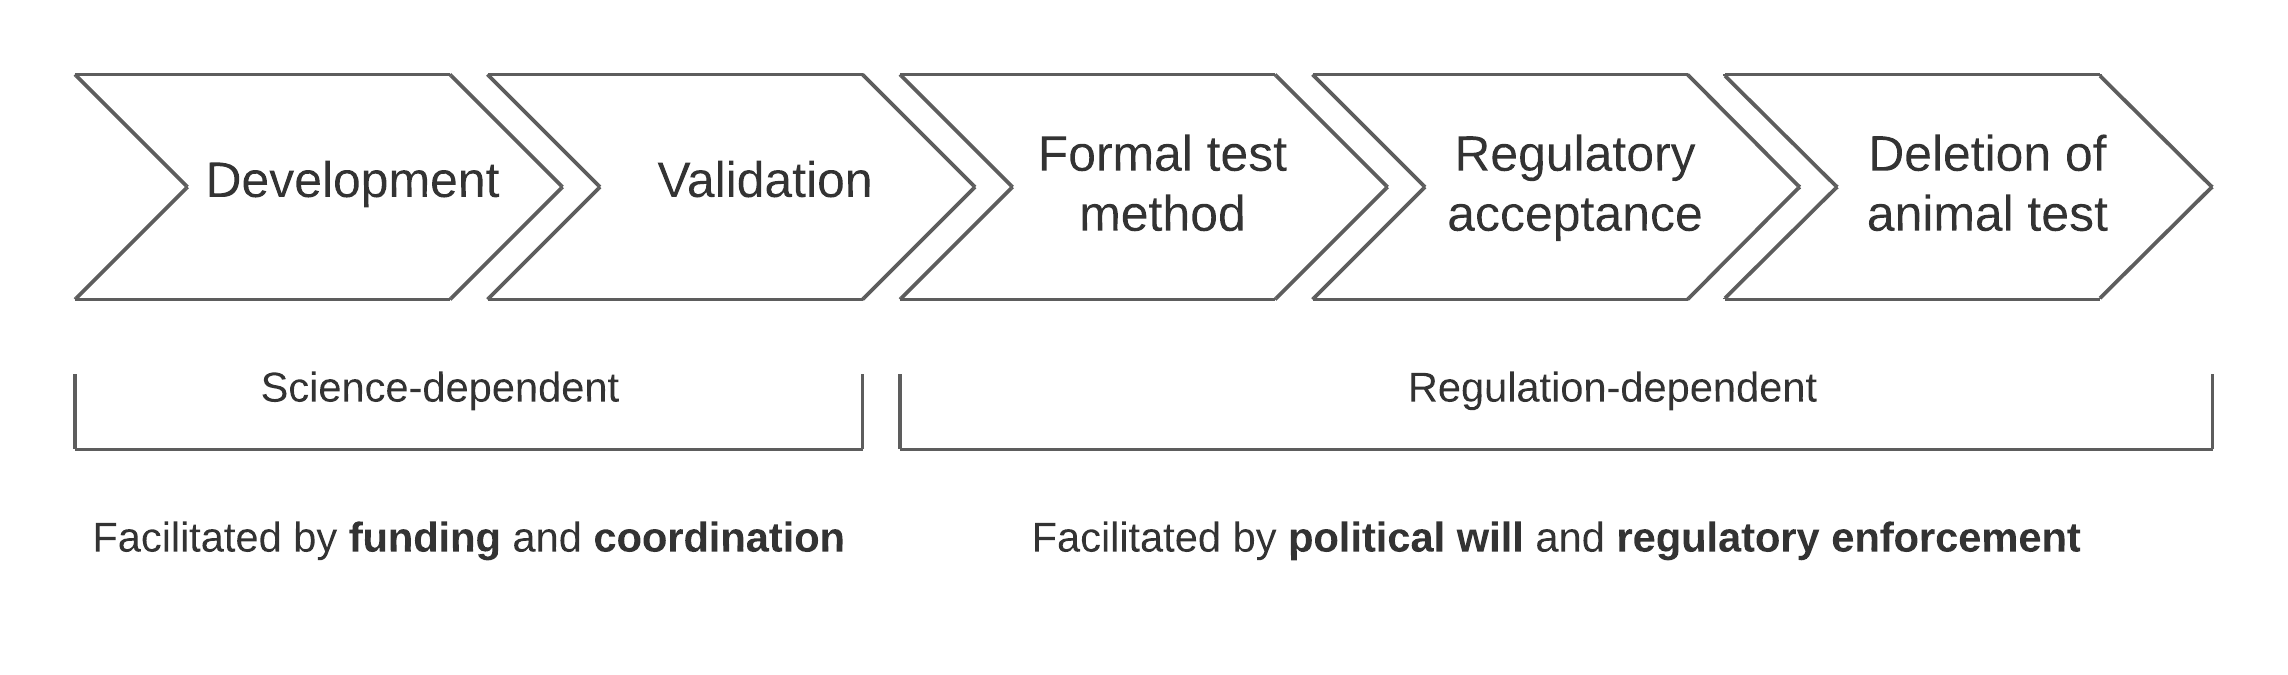 Development
Validation
Formal test
method
Regulatory
acceptance
Deletion of
animal test
Science-dependent
Regulation-dependent
Facilitated by funding and coordination
Facilitated by political will and regulatory enforcement